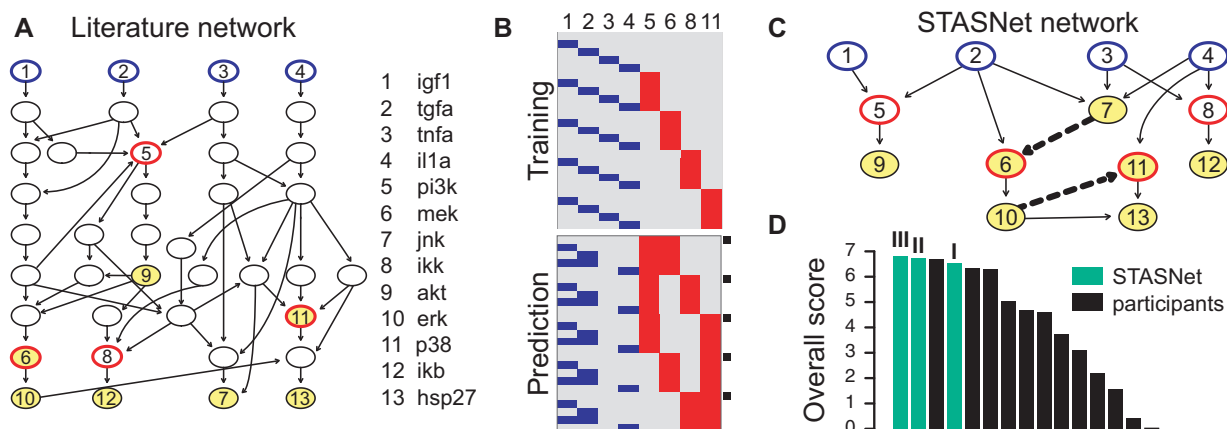 A Literature network
1 2 3 4
5
9
11
6 8
10 12 7 13
1 igf1
2 tgfa
3 tnfa
4 il1a
5 pi3k
6 mek
7 jnk
8 ikk
9 akt
10 erk
11 p38
12 ikb
13 hsp27
B
1 2 3 4 5 6 8 11
Training
Prediction
C STASNet network
1 2 3 4
5 7 8
9 6 11 12
10 13
D
Overall score
7
6
5
4
3
2
1
0
III II I
STASNet
participants